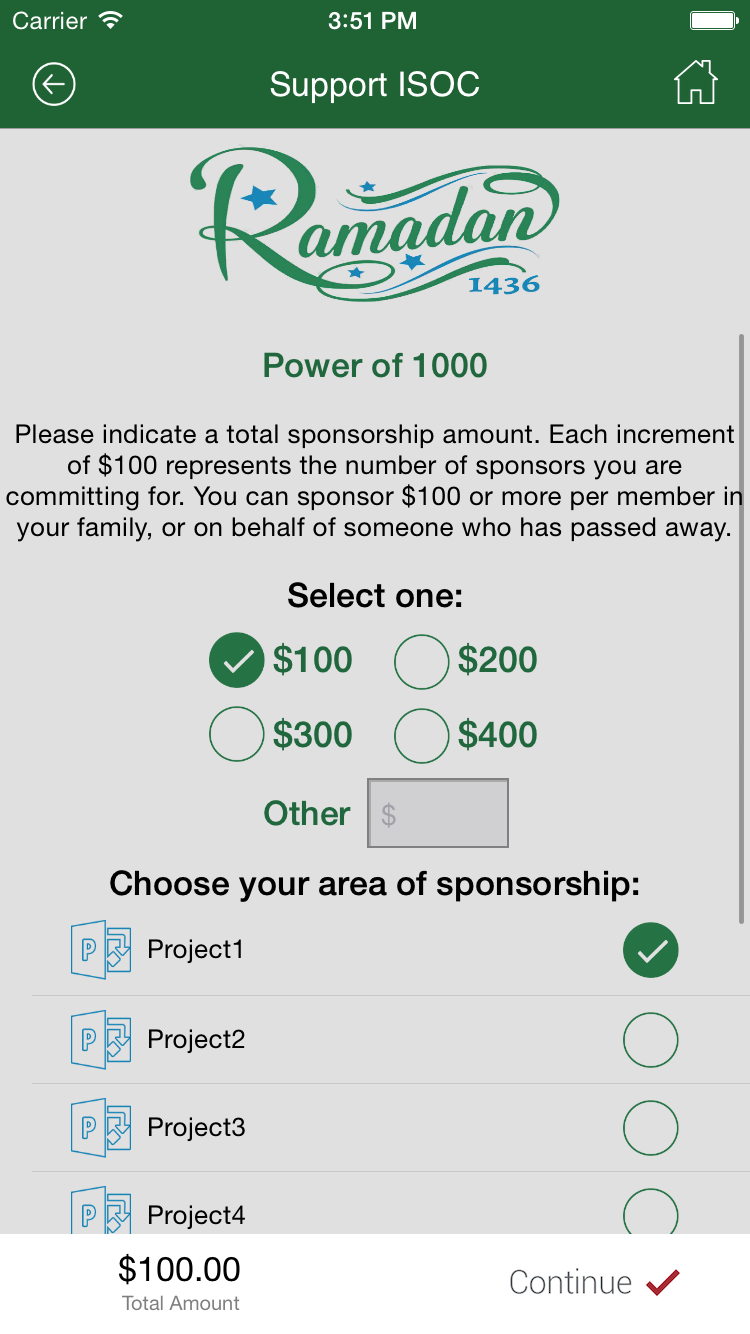 Carrier 3:51 PM
Support ISOC
Ramadan
1436
Power of 1000
Please indicate a total sponsorship amount. Each increment
of $100 represents the number of sponsors you are
committing for. You can sponsor $100 or more per member in
your family, or on behalf of someone who has passed away.
Select one:
$100 $200
$300 $400
Other $
Choose your area of sponsorship:
P Project1
P Project2
P Project3
P Project4
$100.00
Total Amount
Continue